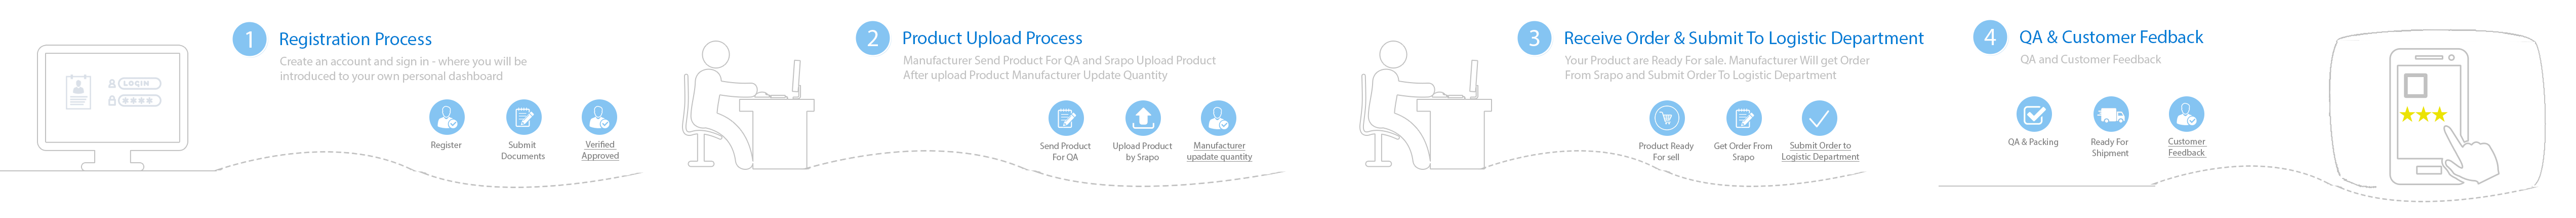 LOGIN
****
1
Registration Process
Create an account and sign in - where you will be
introduced to your own personal dashboard
Register
Submit
Documents
Verified
Approved
2
Product Upload Process
Manufacturer Send Product For QA and Srapo Upload Product
After upload Product Manufacturer Update Quantity
Send Product
For QA
Upload Product
by Srapo
Manufacturer
upadate quantity
3
Receive Order & Submit To Logistic Department
Your Product are Ready For sale. Manufacturer Will get Order
From Srapo and Submit Order To Logistic Department
Product Ready
For sell
Get Order From
Srapo
Submit Order to
Logistic Department
4
QA & Customer Fedback
QA and Customer Feedback
QA & Packing
Ready For
Shipment
Customer
Feedback